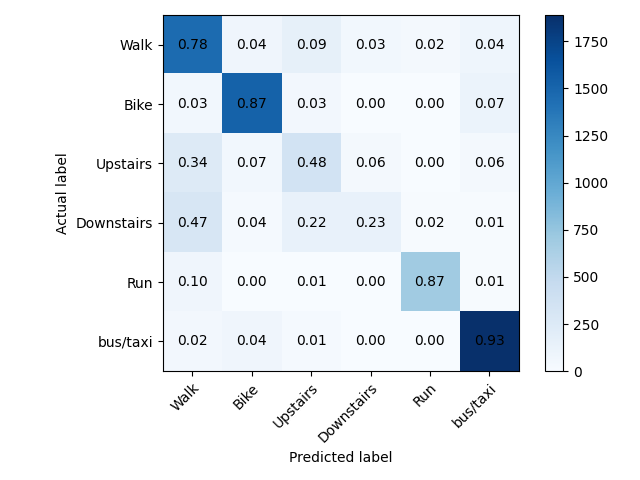 Walk 0.78 0.04 0.09 0.03 0.02 0.04
Bike 0.03 0.87 0.03 0.00 0.00 0.07
Upstairs 0.34 0.07 0.48 0.06 0.00 0.06
Downstairs 0.47 0.04 0.22 0.23 0.02 0.01
Run 0.10 0.00 0.01 0.00 0.87 0.01
bus/taxi 0.02 0.04 0.01 0.00 0.00 0.93
Walk Bike Upstairs Downstairs Run bus/taxi
Predicted label
Actual label
1750
1500
1250
1000
750
500
250
0